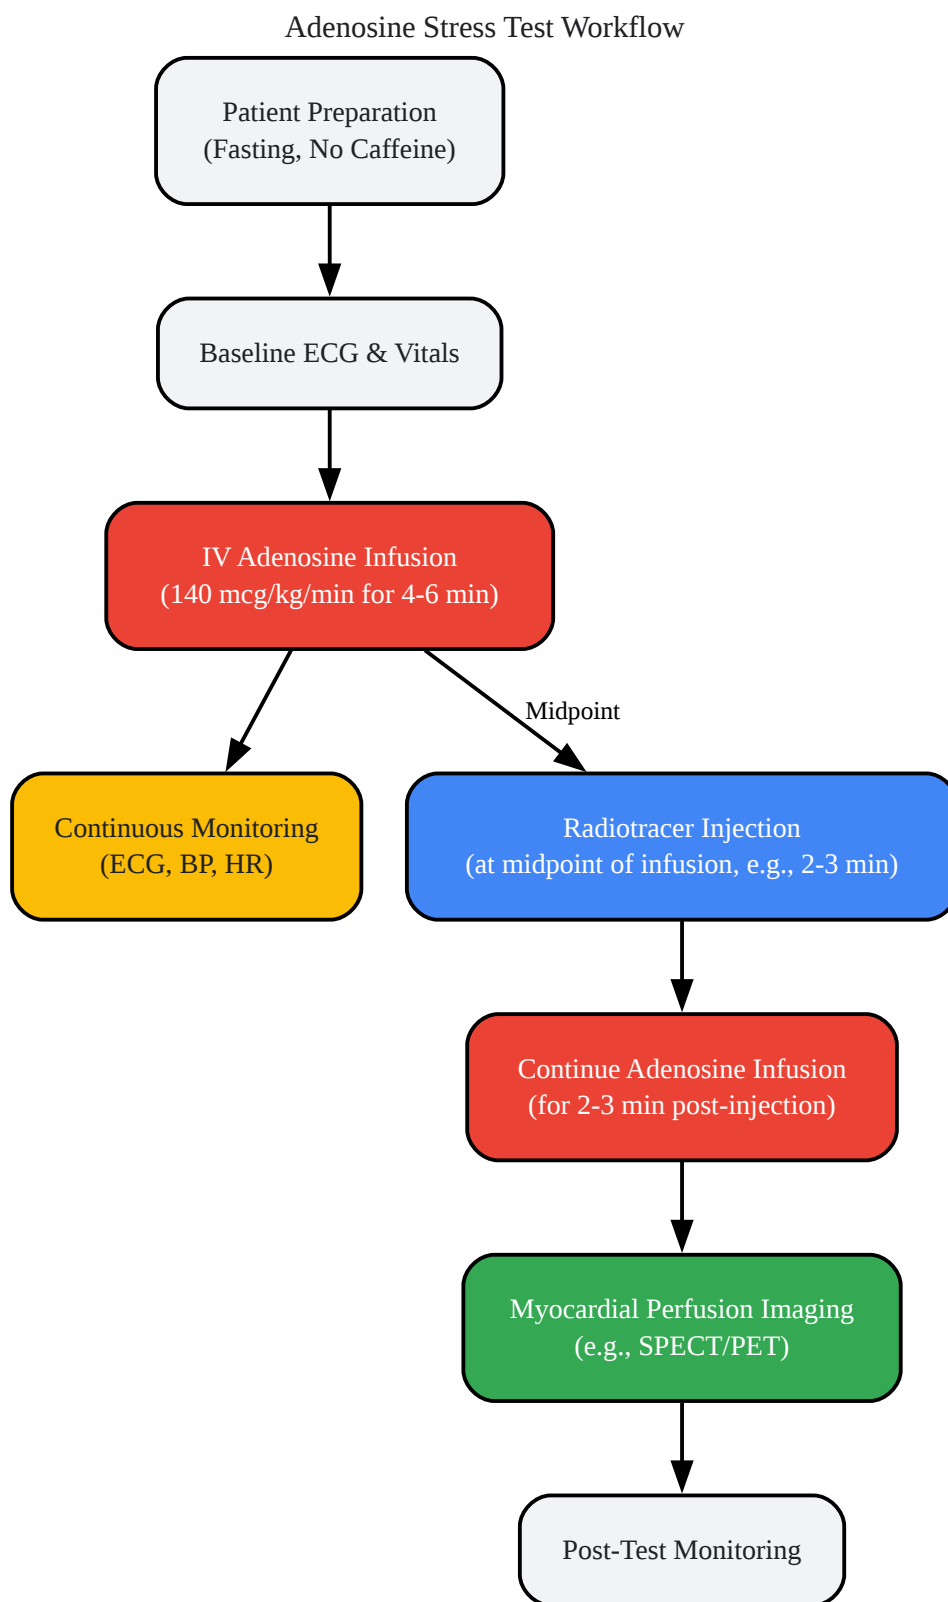 Adenosine Stress Test Workflow
Patient Preparation
(Fasting, No Caffeine)
Baseline ECG & Vitals
IV Adenosine Infusion
(140 mcg/kg/min for 4-6 min)
Midpoint
Continuous Monitoring
(ECG, BP, HR)
Radiotracer Injection
(at midpoint of infusion, e.g., 2-3 min)
Continue Adenosine Infusion
(for 2-3 min post-injection)
Myocardial Perfusion Imaging
(e.g., SPECT/PET)
Post-Test Monitoring